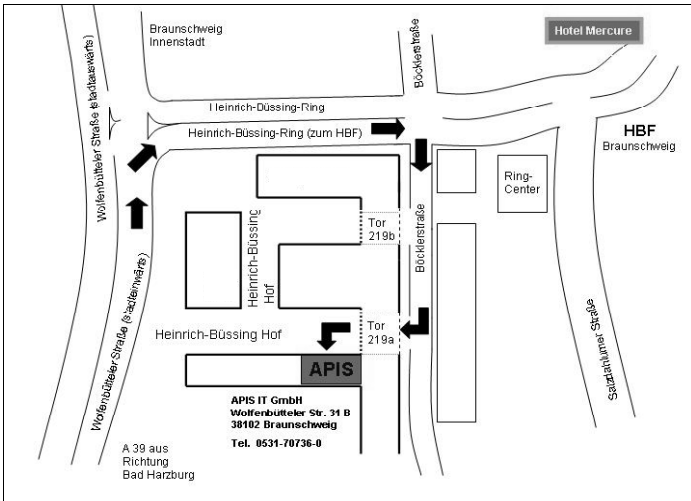 Braunschweig
Innenstadt
Hotel Mercure
Böcklerstraße
Wolfenbütteler Straße (stadtauswärts)
Heinrich-Büssing-Ring
Heinrich-Büssing-Ring (zum HBF)
HBF
Braunschweig
Ring-
Center
Tor
219b
Heinrich-Büssing
Hof
Böcklerstraße
Wolfenbütteler Straße (stadteinwärts)
Heinrich-Büssing Hof
Tor
219a
Salzdahlumer Straße
APIS
APIS IT GmbH
Wolfenbütteler Str. 31 B
38102 Braunschweig
Tel. 0531-70736-0
A 39 aus
Richtung
Bad Harzburg